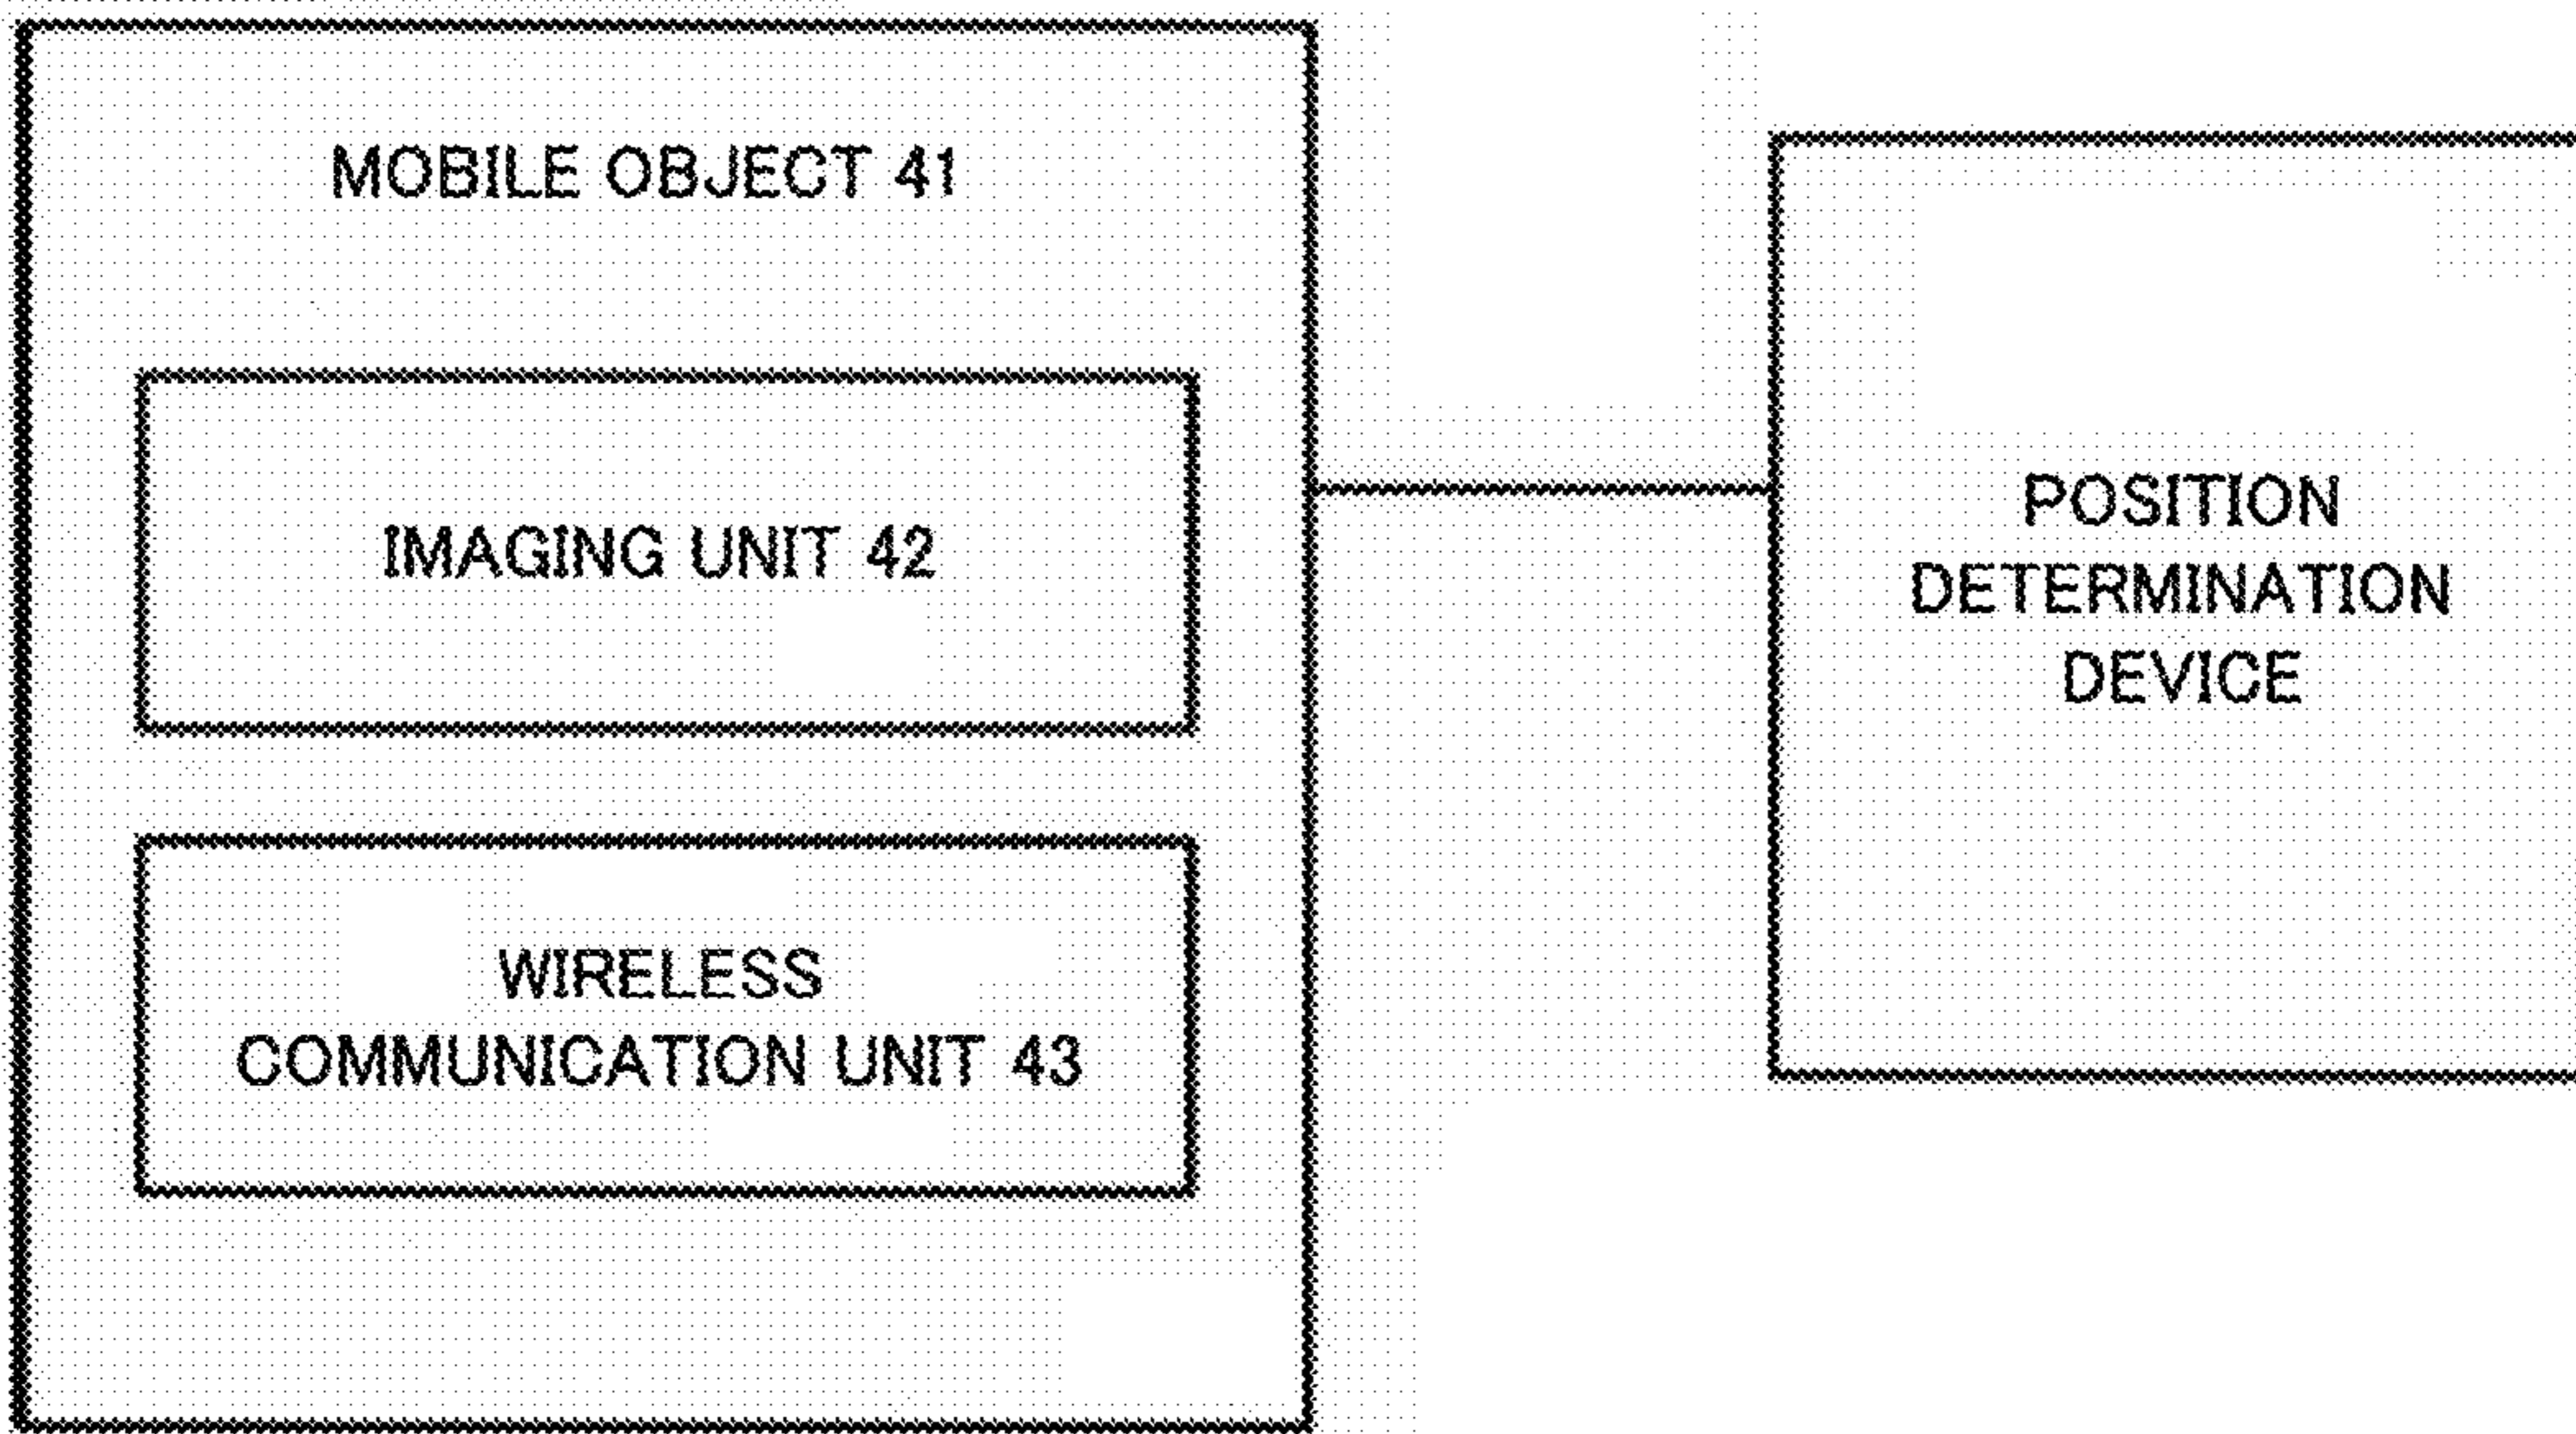 MOBILE OBJECT 41
IMAGING UNIT 42
WIRELESS
COMMUNICATION UNIT 43
POSITION
DETERMINATION
DEVICE